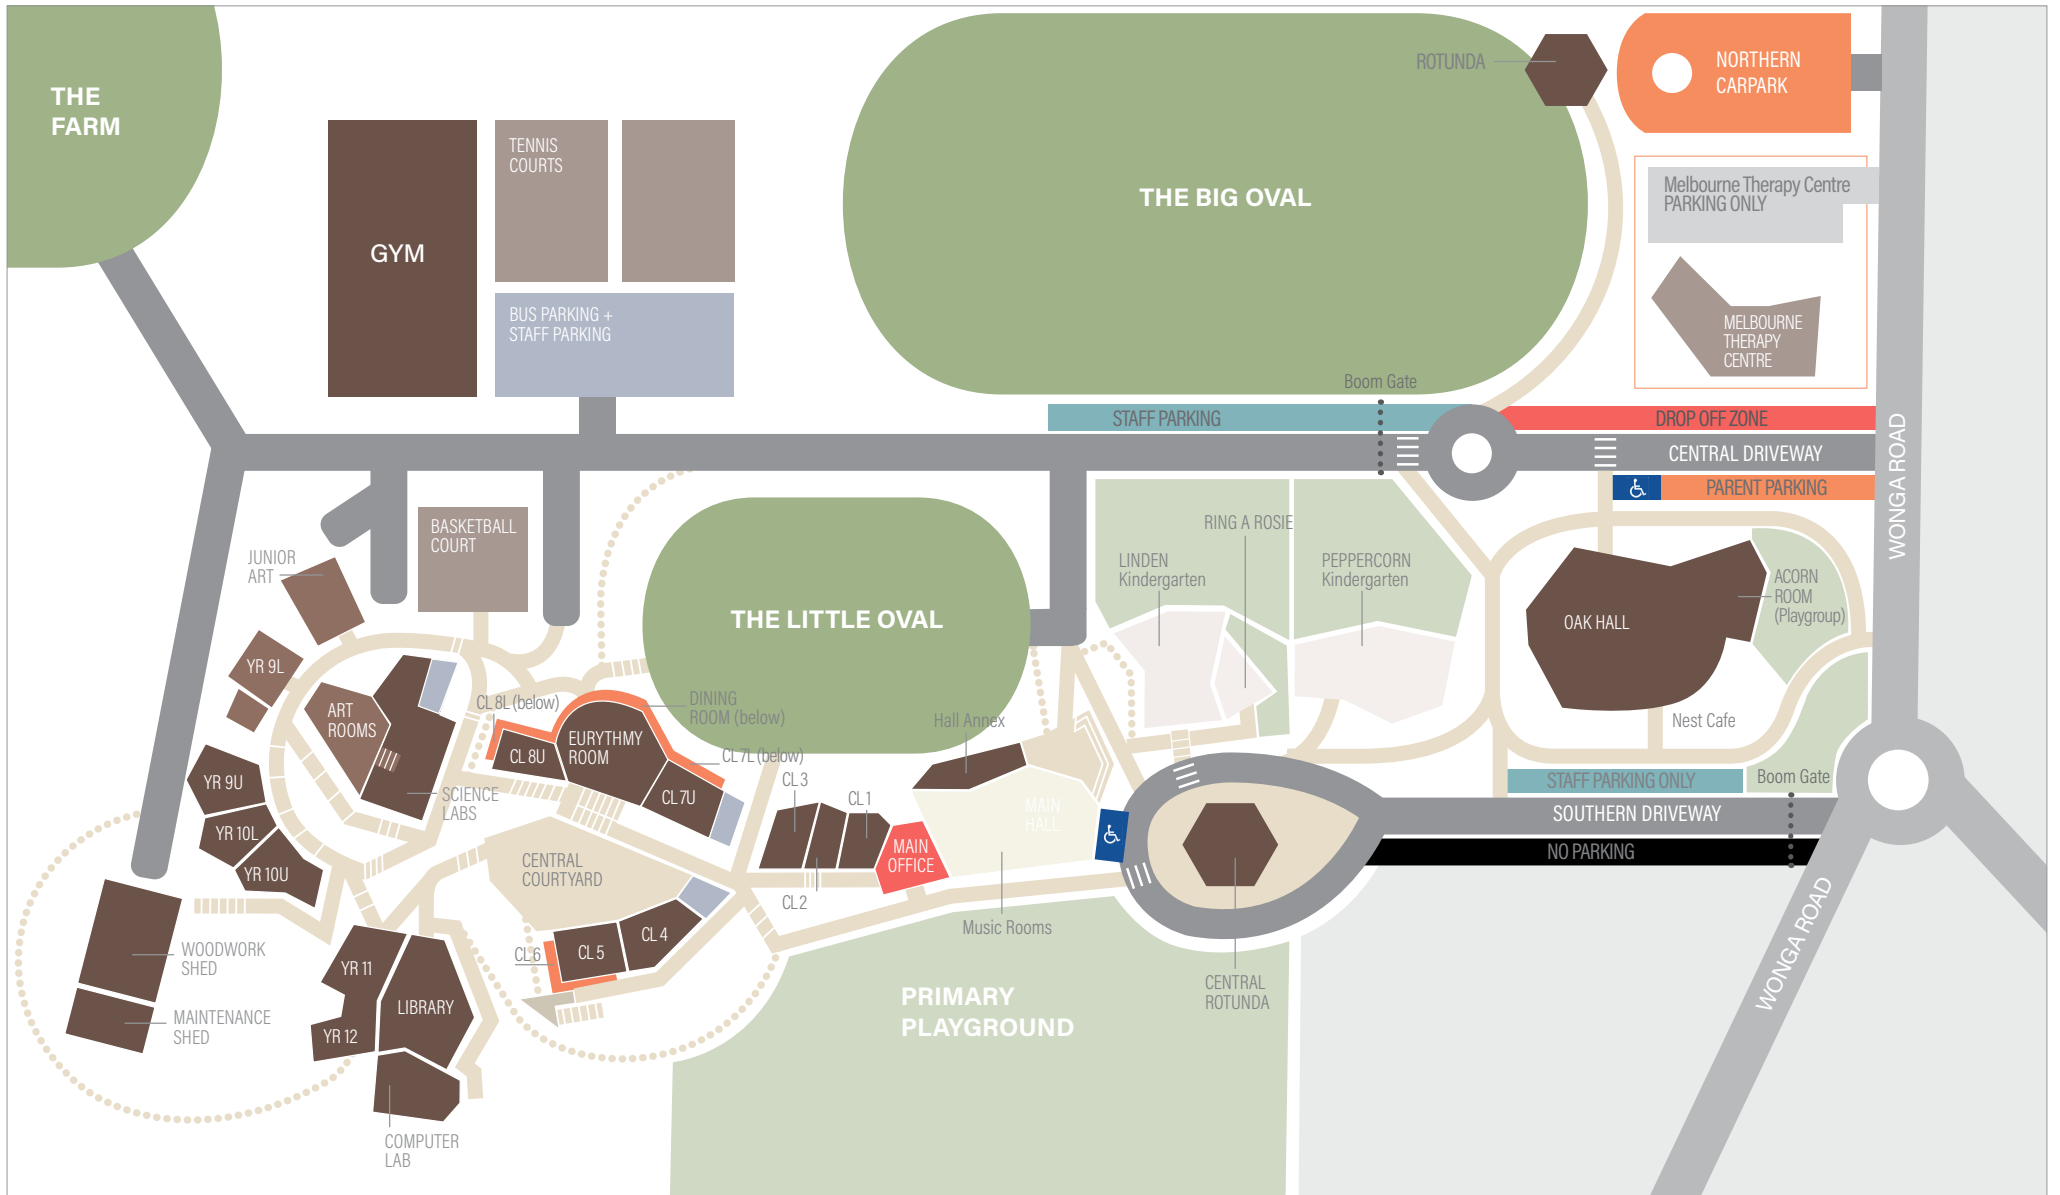 THE
FARM
GYM
TENNIS
COURTS
BUS PARKING +
STAFF PARKING
THE BIG OVAL
ROTUNDA
NORTHERN
CARPARK
Melbourne Therapy Centre
PARKING ONLY
MELBOURNE
THERAPY
CENTRE
Boom Gate
STAFF PARKING
DROP OFF ZONE
CENTRAL DRIVEWAY
PARENT PARKING
WONGA ROAD
BASKETBALL
COURT
JUNIOR
ART
THE LITTLE OVAL
RING A ROSIE
LINDEN
Kindergarten
PEPPERCORN
Kindergarten
OAK HALL
ACORN
ROOM
(Playgroup)
Nest Cafe
YR 9L
ART
ROOMS
CL 8L (below)
DINING
ROOM (below)
EURYTHMY
ROOM
CL 8U
CL 7L (below)
CL 7U
Hall Annex
CL 3
CL 1
CL 2
MAIN
HALL
MAIN
OFFICE
STAFF PARKING ONLY
Boom Gate
SOUTHERN DRIVEWAY
NO PARKING
YR 9U
YR 10L
YR 10U
SCIENCE
LABS
CENTRAL
COURTYARD
CL 4
CL 5
CL 6
Music Rooms
CENTRAL
ROTUNDA
WONGA ROAD
WOODWORK
SHED
MAINTENANCE
SHED
YR 11
YR 12
LIBRARY
COMPUTER
LAB
PRIMARY
PLAYGROUND